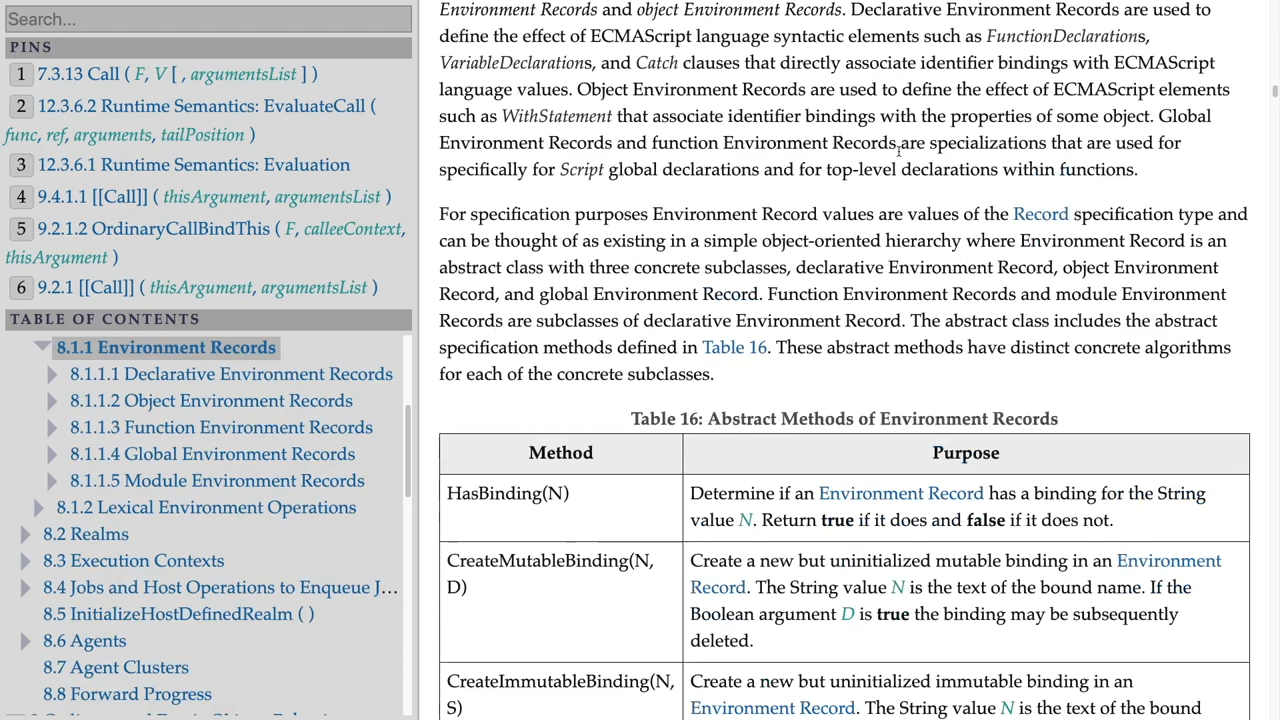 Search...
PINS
1 7.3.13 Call ( F, V [ , argumentsList ] )
2 12.3.6.2 Runtime Semantics: EvaluateCall (
func, ref, arguments, tailPosition )
3 12.3.6.1 Runtime Semantics: Evaluation
4 9.4.1.1 [[Call]] ( thisArgument, argumentsList )
5 9.2.1.2 OrdinaryCallBindThis ( F, calleeContext,
thisArgument )
6 9.2.1 [[Call]] ( thisArgument, argumentsList )
TABLE OF CONTENTS
8.1.1 Environment Records
8.1.1.1 Declarative Environment Records
8.1.1.2 Object Environment Records
8.1.1.3 Function Environment Records
8.1.1.4 Global Environment Records
8.1.1.5 Module Environment Records
8.1.2 Lexical Environment Operations
8.2 Realms
8.3 Execution Contexts
8.4 Jobs and Host Operations to Enqueue J…
8.5 InitializeHostDefinedRealm ( )
8.6 Agents
8.7 Agent Clusters
8.8 Forward Progress
Environment Records and object Environment Records. Declarative Environment Records are used to
define the effect of ECMAScript language syntactic elements such as FunctionDeclarations,
VariableDeclarations, and Catch clauses that directly associate identifier bindings with ECMAScript
language values. Object Environment Records are used to define the effect of ECMAScript elements
such as WithStatement that associate identifier bindings with the properties of some object. Global
Environment Records and function Environment Records are specializations that are used for
specifically for Script global declarations and for top-level declarations within functions.
For specification purposes Environment Record values are values of the Record specification type and
can be thought of as existing in a simple object-oriented hierarchy where Environment Record is an
abstract class with three concrete subclasses, declarative Environment Record, object Environment
Record, and global Environment Record. Function Environment Records and module Environment
Records are subclasses of declarative Environment Record. The abstract class includes the abstract
specification methods defined in Table 16. These abstract methods have distinct concrete algorithms
for each of the concrete subclasses.
Table 16: Abstract Methods of Environment Records
Method Purpose
HasBinding(N) Determine if an Environment Record has a binding for the String
value N. Return true if it does and false if it does not.
CreateMutableBinding(N, Create a new but uninitialized mutable binding in an Environment
D) Record. The String value N is the text of the bound name. If the
Boolean argument D is true the binding may be subsequently
deleted.
CreateImmutableBinding(N, Create a new but uninitialized immutable binding in an
S) Environment Record. The String value N is the text of the bound